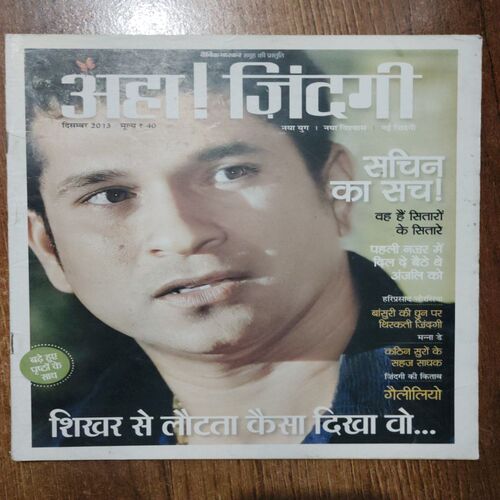 दैनिक भास्कर समूह की प्रस्तुति
अहा! ज़िंदगी
दिसम्बर 2013 मूल्य ₹ 40
नया युग । नया विश्वास । नई ज़िंदगी
सचिन
का सच!
वह हैं सितारों
के सितारे
पहली नजर में
दिल दे बैठे थे
अंजलि को
हरिप्रसाद चौरसिया
बांसुरी की धुन पर
थिरकती ज़िंदगी
मन्ना डे
कठिन सुरों के
सहज साधक
ज़िंदगी की किताब
गैलीलियो
बढ़े हुए
पृष्ठों के
साथ
शिखर से लौटता कैसा दिखा वो...